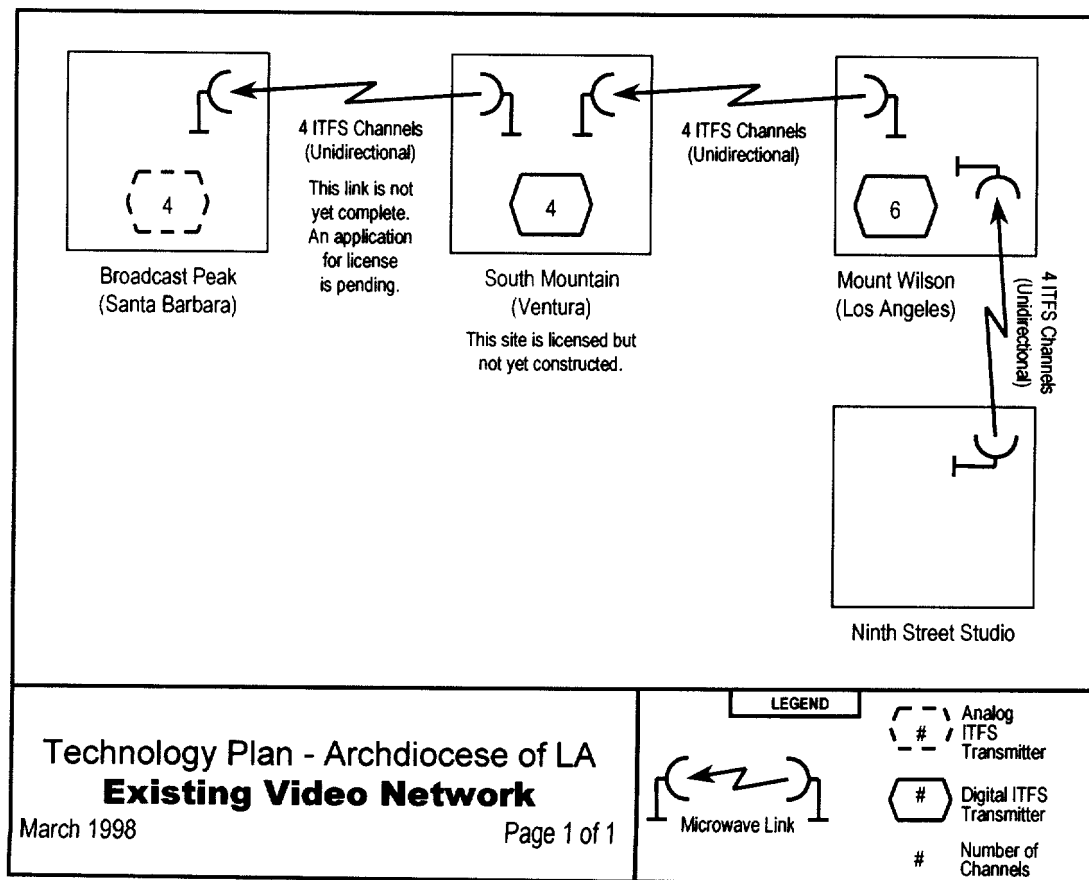 4 ITFS Channels
(Unidirectional)
This link is not
yet complete.
An application
for license
is pending.
4 ITFS Channels
(Unidirectional)
4
4
6
Broadcast Peak
(Santa Barbara)
South Mountain
(Ventura)
This site is licensed but
not yet constructed.
Mount Wilson
(Los Angeles)
4 ITFS Channels
(Unidirectional)
Ninth Street Studio
Technology Plan - Archdiocese of LA
Existing Video Network
March 1998
Page 1 of 1
LEGEND
Microwave Link
#
Analog
ITFS
Transmitter
#
Digital ITFS
Transmitter
#
Number of
Channels